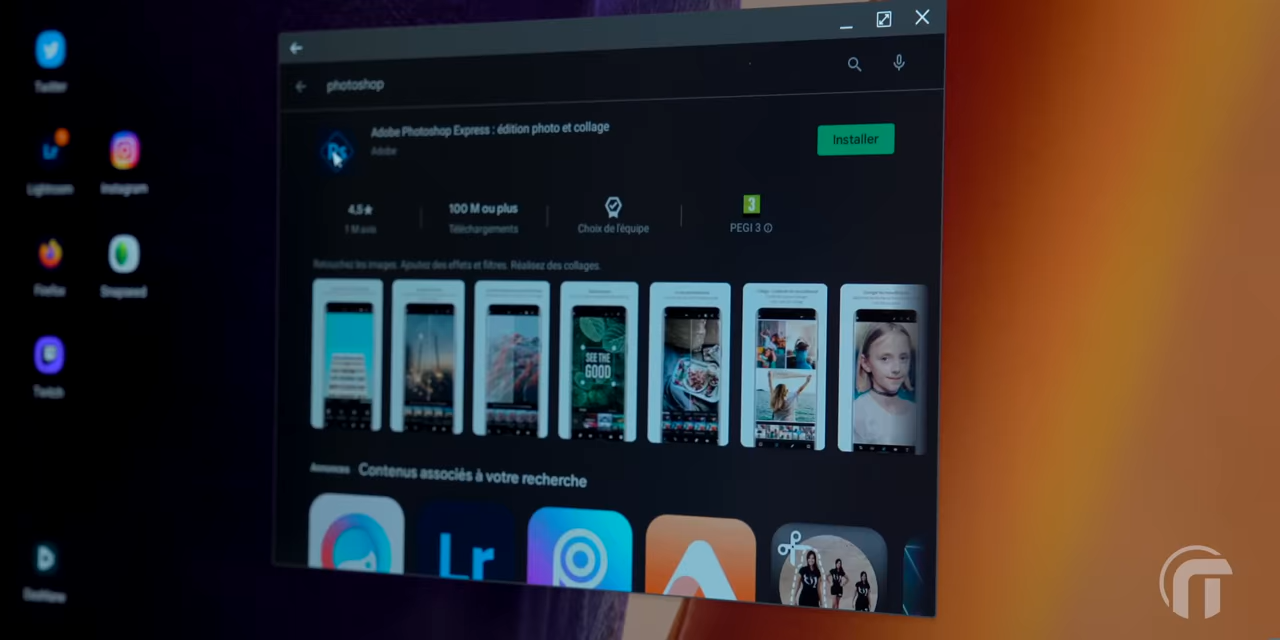 Twitter
Lightroom
Instagram
Firefox
Snapseed
Twitch
photoshop
Adobe Photoshop Express : édition photo et collage
Adobe
Installer
4,5★
1 M avis
100 M ou plus
Téléchargements
Choix de l'équipe
3
PEGI 3
Retouchez les images. Ajoutez des effets et filtres. Réalisez des collages.
SEE THE
GOOD
Annonces
Contenus associés à votre recherche
Lr